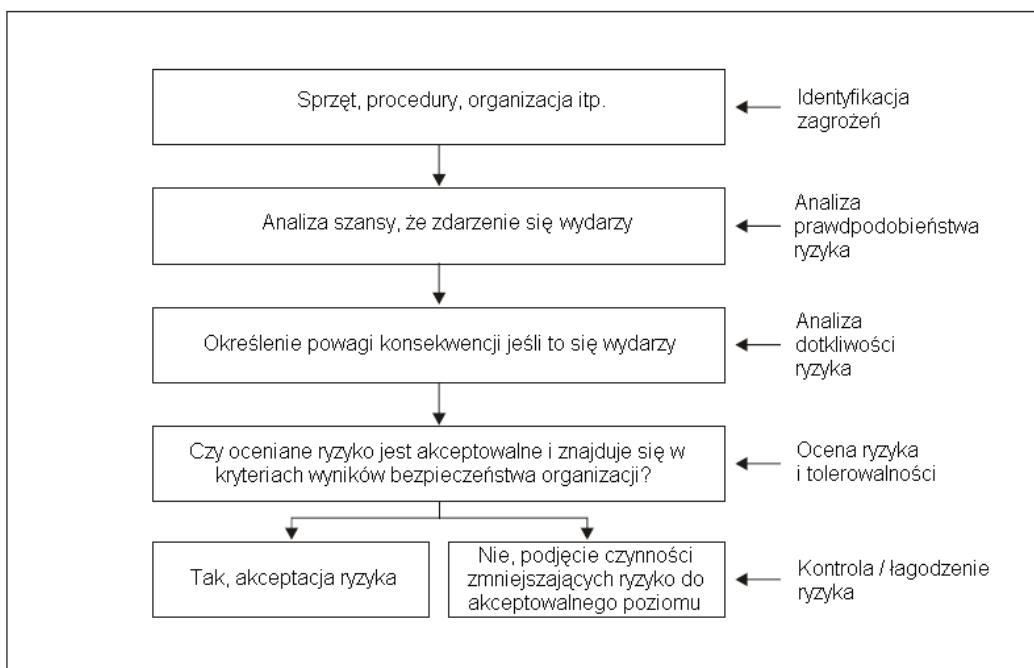 Sprzęt, procedury, organizacja itp.
Identyfikacja
zagrożeń
Analiza szansy, że zdarzenie się wydarzy
Analiza
prawdpodobieństwa
ryzyka
Określenie powagi konsekwencji jeśli to się wydarzy
Analiza
dotkliwości
ryzyka
Czy oceniane ryzyko jest akceptowalne i znajduje się w
kryteriach wyników bezpieczeństwa organizacji?
Ocena ryzyka
i tolerowalności
Tak, akceptacja ryzyka
Nie, podjęcie czynności
zmniejszających ryzyko do
akceptowalnego poziomu
Kontrola / łagodzenie
ryzyka